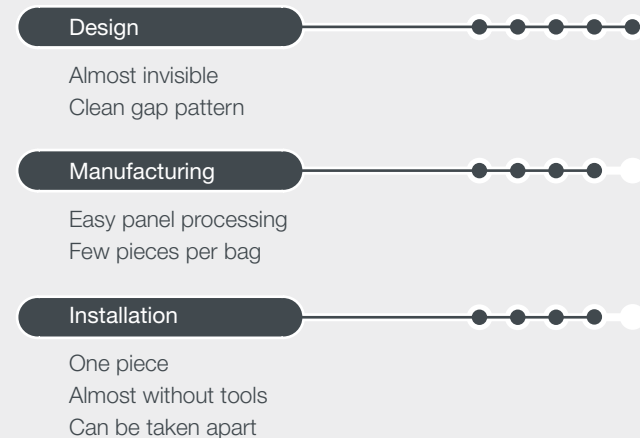 Design
Almost invisible
Clean gap pattern
Manufacturing
Easy panel processing
Few pieces per bag
Installation
One piece
Almost without tools
Can be taken apart